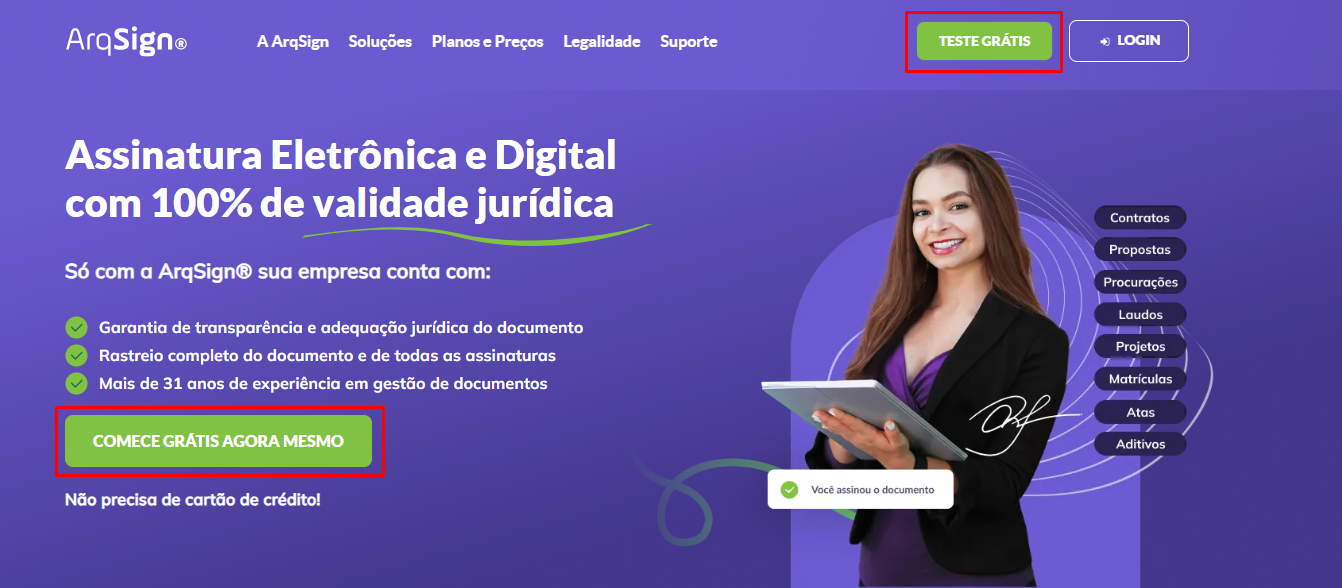 ArqSign®
A ArqSign Soluções Planos e Preços Legalidade Suporte
TESTE GRÁTIS
LOGIN
Assinatura Eletrônica e Digital
com 100% de validade jurídica
Só com a ArqSign® sua empresa conta com:
Garantia de transparência e adequação jurídica do documento
Rastreio completo do documento e de todas as assinaturas
Mais de 31 anos de experiência em gestão de documentos
COMECE GRÁTIS AGORA MESMO
Não precisa de cartão de crédito!
Contratos
Propostas
Procurações
Laudos
Projetos
Matrículas
Atas
Aditivos
Você assinou o documento